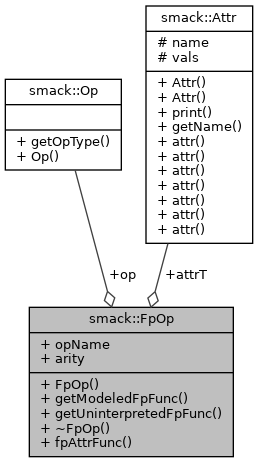 smack::Attr
# name
# vals
+ Attr()
+ Attr()
+ print()
+ getName()
+ attr()
+ attr()
+ attr()
+ attr()
+ attr()
+ attr()
+ attr()
smack::Op
+ getOpType()
+ Op()
+op
+attrT
smack::FpOp
+ opName
+ arity
+ FpOp()
+ getModeledFpFunc()
+ getUninterpretedFpFunc()
+ ~FpOp()
+ fpAttrFunc()